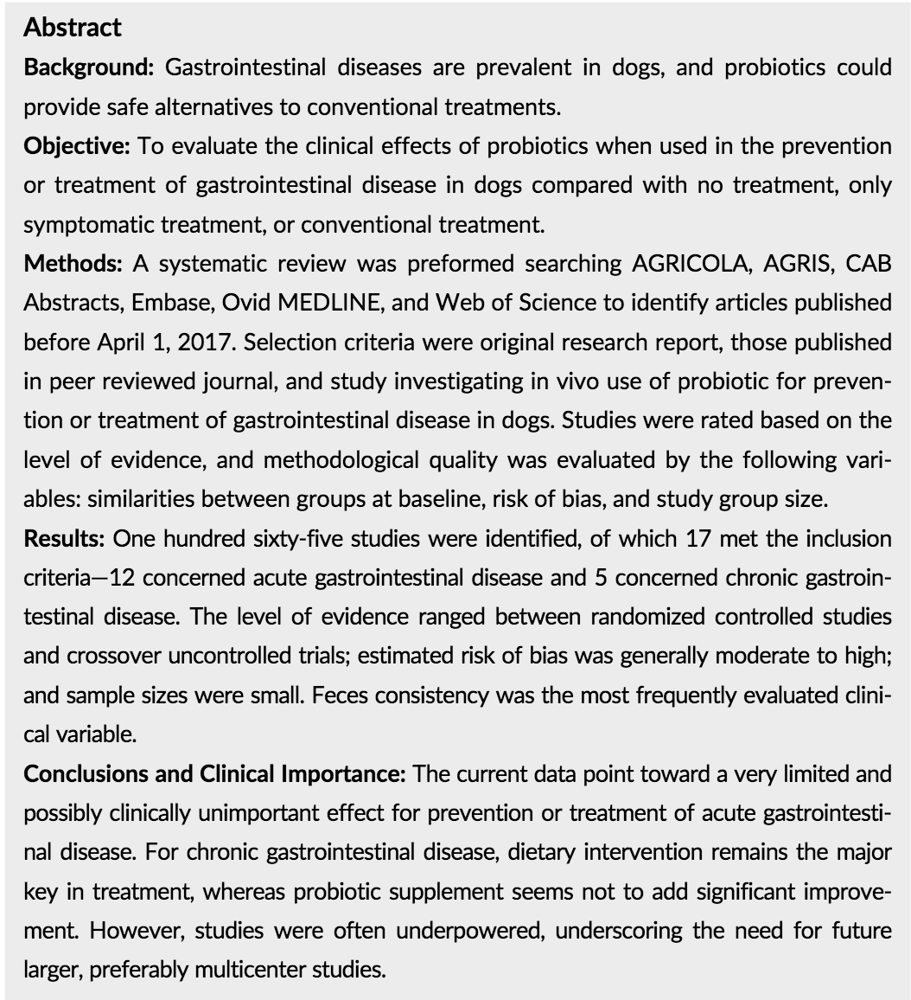 Abstract
Background: Gastrointestinal diseases are prevalent in dogs, and probiotics could
provide safe alternatives to conventional treatments.
Objective: To evaluate the clinical effects of probiotics when used in the prevention
or treatment of gastrointestinal disease in dogs compared with no treatment, only
symptomatic treatment, or conventional treatment.
Methods: A systematic review was preformed searching AGRICOLA, AGRIS, CAB
Abstracts, Embase, Ovid MEDLINE, and Web of Science to identify articles published
before April 1, 2017. Selection criteria were original research report, those published
in peer reviewed journal, and study investigating in vivo use of probiotic for preven-
tion or treatment of gastrointestinal disease in dogs. Studies were rated based on the
level of evidence, and methodological quality was evaluated by the following vari-
ables: similarities between groups at baseline, risk of bias, and study group size.
Results: One hundred sixty-five studies were identified, of which 17 met the inclusion
criteria—12 concerned acute gastrointestinal disease and 5 concerned chronic gastroin-
testinal disease. The level of evidence ranged between randomized controlled studies
and crossover uncontrolled trials; estimated risk of bias was generally moderate to high;
and sample sizes were small. Feces consistency was the most frequently evaluated clini-
cal variable.
Conclusions and Clinical Importance: The current data point toward a very limited and
possibly clinically unimportant effect for prevention or treatment of acute gastrointesti-
nal disease. For chronic gastrointestinal disease, dietary intervention remains the major
key in treatment, whereas probiotic supplement seems not to add significant improve-
ment. However, studies were often underpowered, underscoring the need for future
larger, preferably multicenter studies.